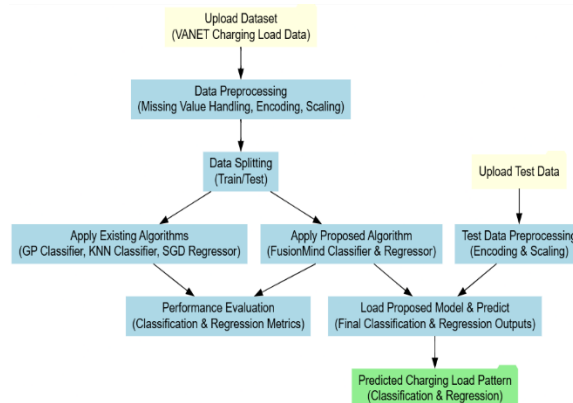 Upload Dataset
(VANET Charging Load Data)
Data Preprocessing
(Missing Value Handling, Encoding, Scaling)
Data Splitting
(Train/Test)
Upload Test Data
Apply Existing Algorithms
(GP Classifier, KNN Classifier, SGD Regressor)
Apply Proposed Algorithm
(FusionMind Classifier & Regressor)
Test Data Preprocessing
(Encoding & Scaling)
Performance Evaluation
(Classification & Regression Metrics)
Load Proposed Model & Predict
(Final Classification & Regression Outputs)
Predicted Charging Load Pattern
(Classification & Regression)